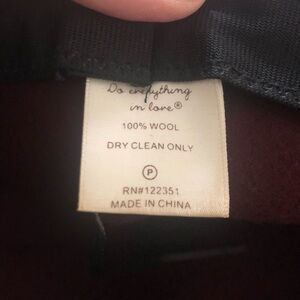 Do everything
in love®
100% WOOL
DRY CLEAN ONLY
P
RN#122351
MADE IN CHINA